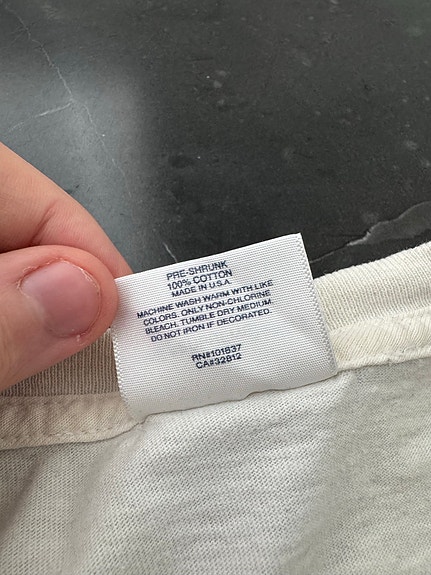 PRE-SHRUNK
100% COTTON
MADE IN U.S.A.
MACHINE WASH WARM WITH LIKE
COLORS. ONLY NON-CHLORINE
BLEACH. TUMBLE DRY MEDIUM.
DO NOT IRON IF DECORATED.
RN#101837
CA#32812